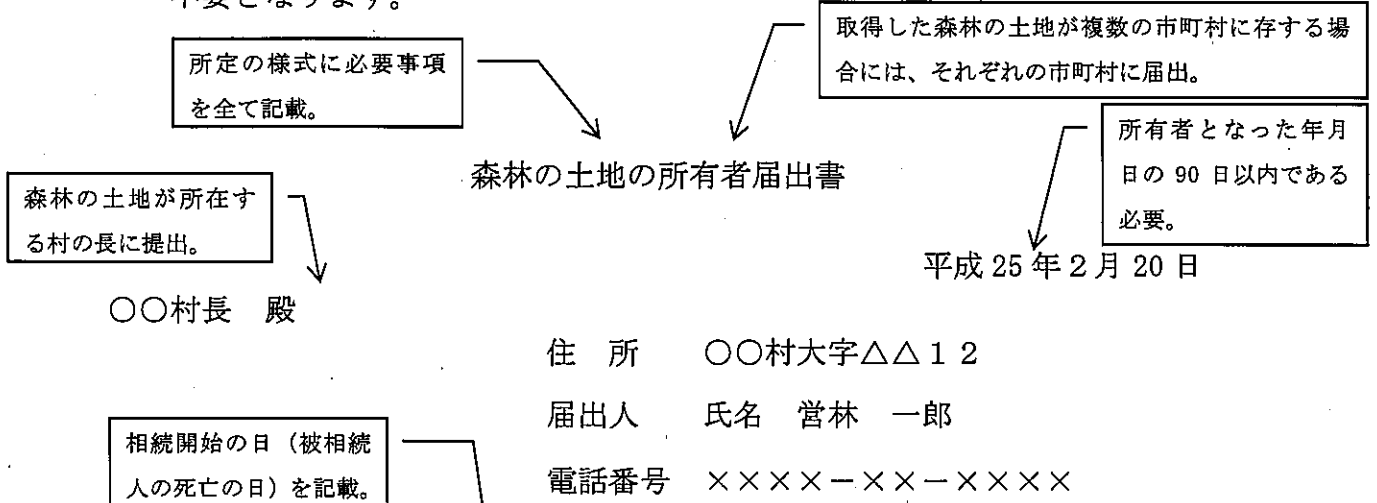 不要となります。
取得した森林の土地が複数の市町村に存する場
合には、それぞれの市町村に届出。
所定の様式に必要事項
を全て記載。
所有者となった年月
日の 90 日以内である
必要。
森林の土地の所有者届出書
森林の土地が所在す
る村の長に提出。
平成 25 年２月 20 日
○○村長　殿
住　所　　○○村大字△△１２
届出人　　氏名　営林　一郎
電話番号　××××－××－××××
相続開始の日（被相続
人の死亡の日）を記載。